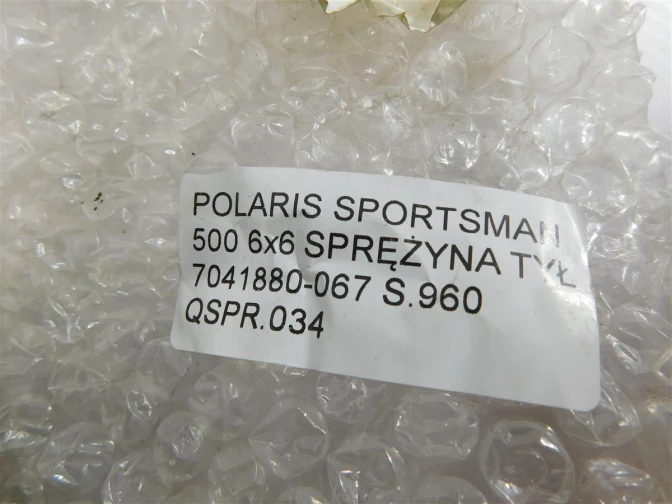 POLARIS SPORTSMAN
500 6x6 SPRĘŻYNA TYŁ
7041880-067 S.960
QSPR.034